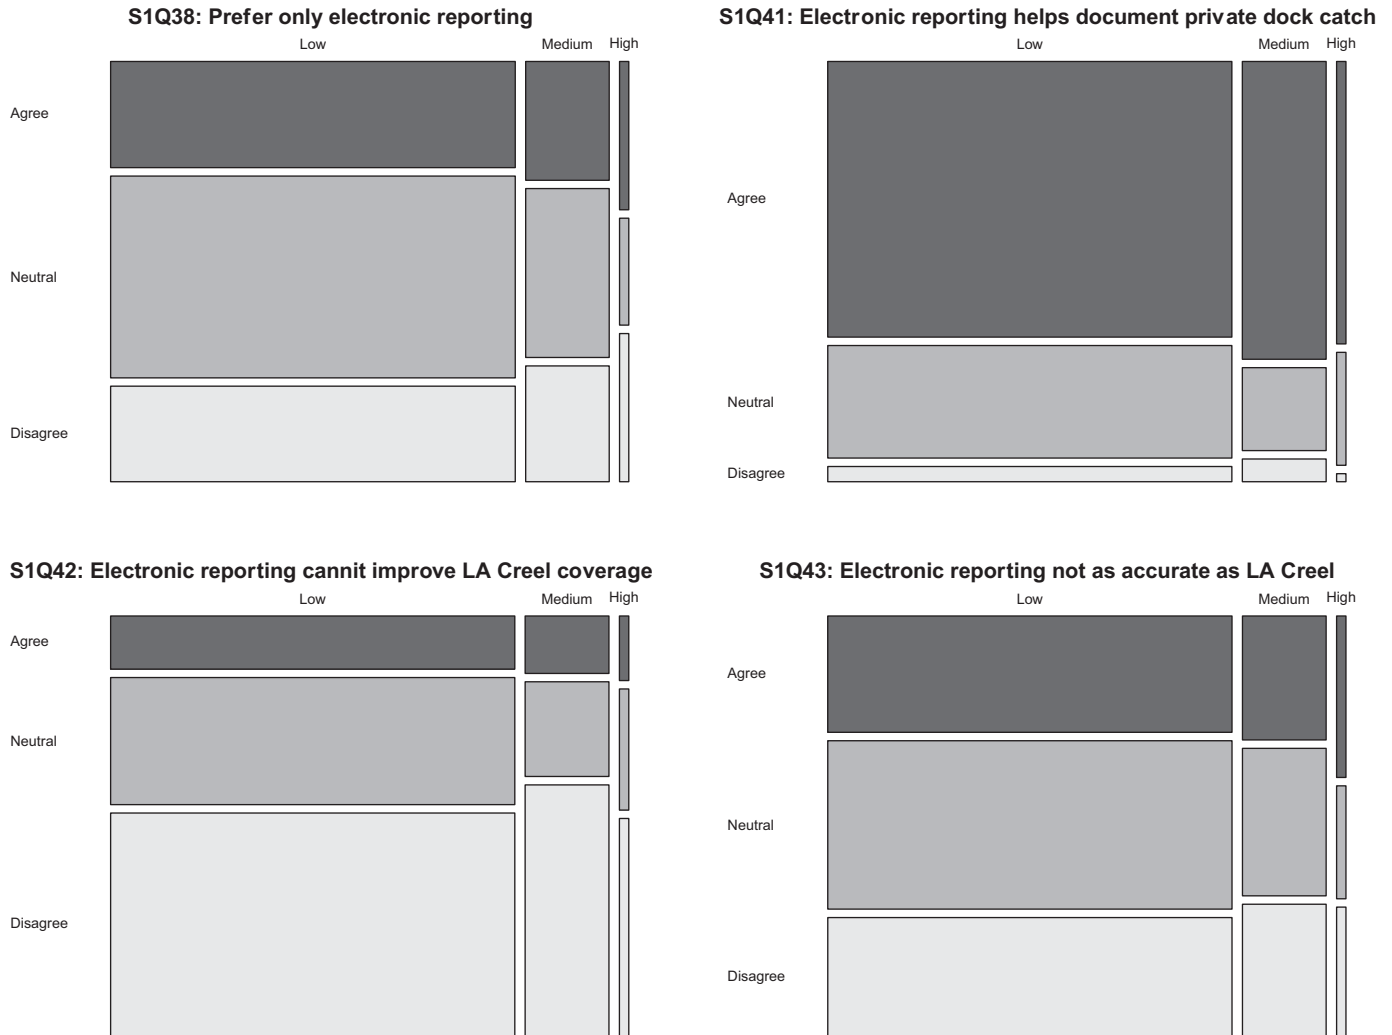 S1Q38: Prefer only electronic reporting
Low Medium High
Agree
Neutral
Disagree
S1Q41: Electronic reporting helps document private dock catch
Low Medium High
Agree
Neutral
Disagree
S1Q42: Electronic reporting cannit improve LA Creel coverage
Low Medium High
Agree
Neutral
Disagree
S1Q43: Electronic reporting not as accurate as LA Creel
Low Medium High
Agree
Neutral
Disagree